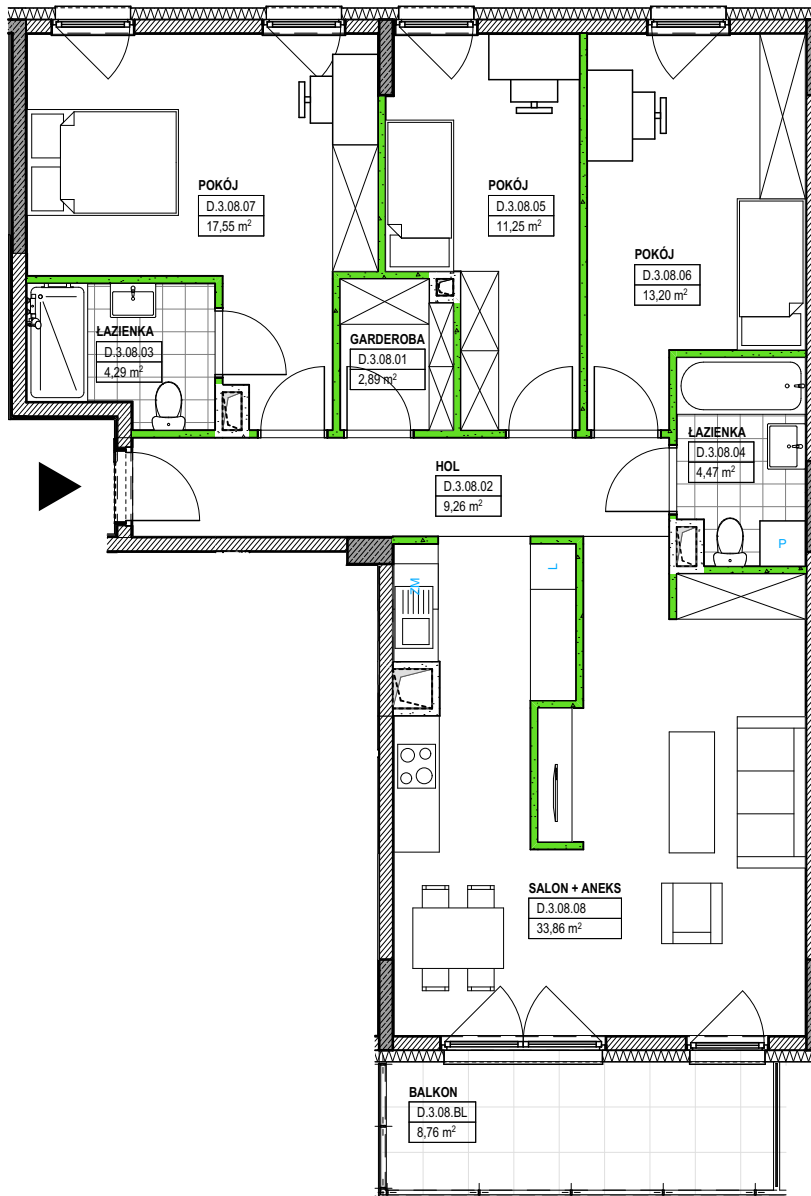 POKÓJ
D.3.08.07
17,55 m²
POKÓJ
D.3.08.05
11,25 m²
POKÓJ
D.3.08.06
13,20 m²
ŁAZIENKA
D.3.08.03
4,29 m²
GARDEROBA
D.3.08.01
2,89 m²
ŁAZIENKA
D.3.08.04
4,47 m²
HOL
D.3.08.02
9,26 m²
P
ZM
L
SALON + ANEKS
D.3.08.08
33,86 m²
BALKON
D.3.08.BL
8,76 m²